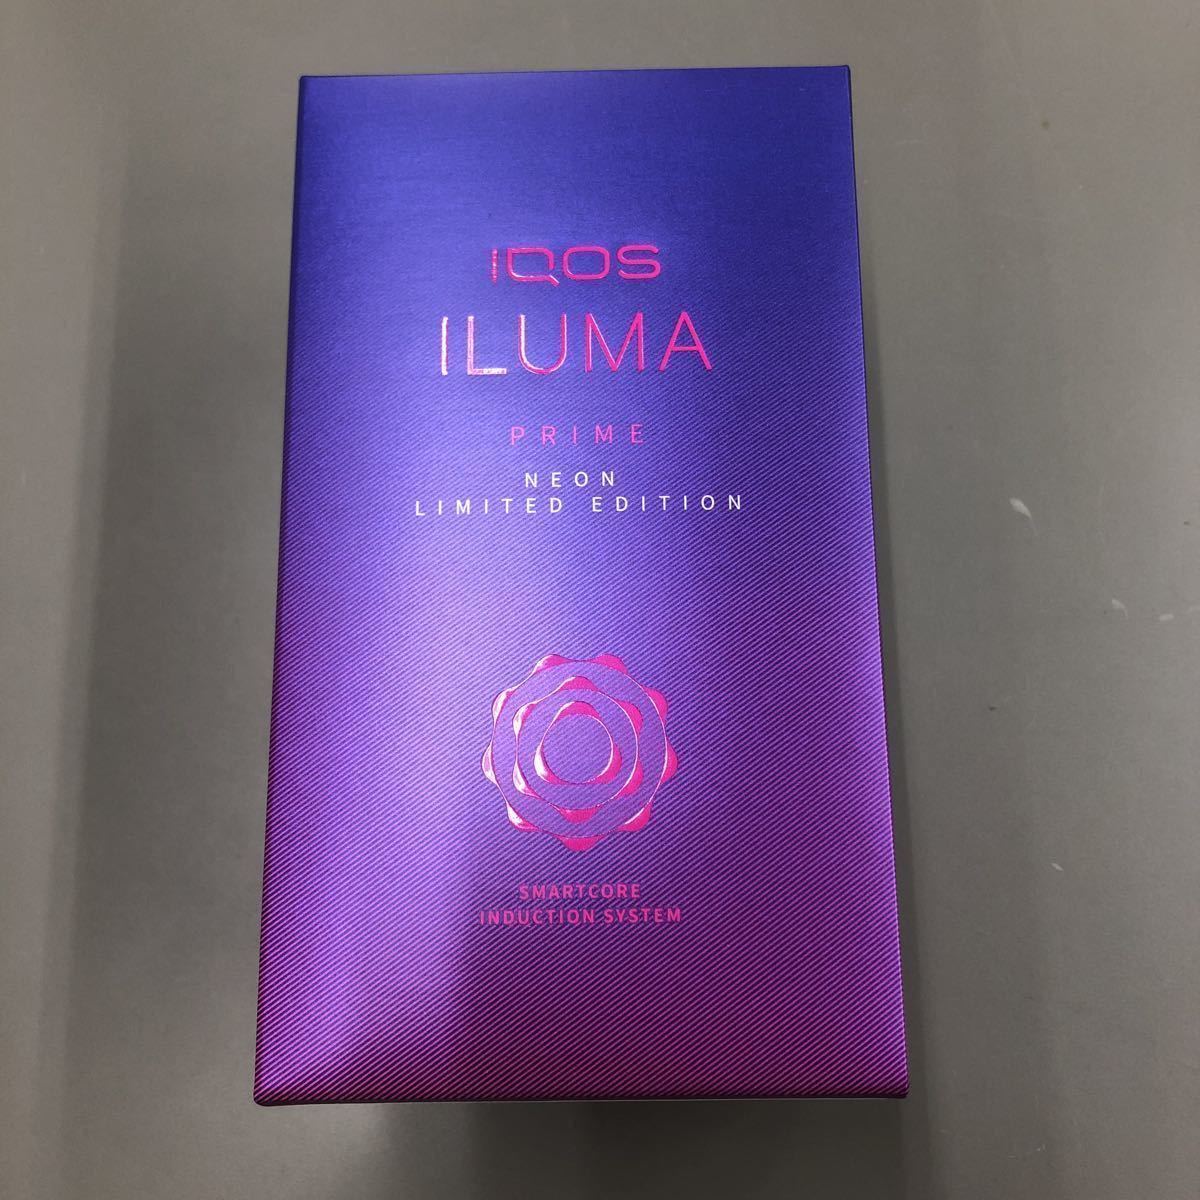 IQOS
ILUMA
PRIME
NEON
LIMITED EDITION
SMARTCORE
INDUCTION SYSTEM